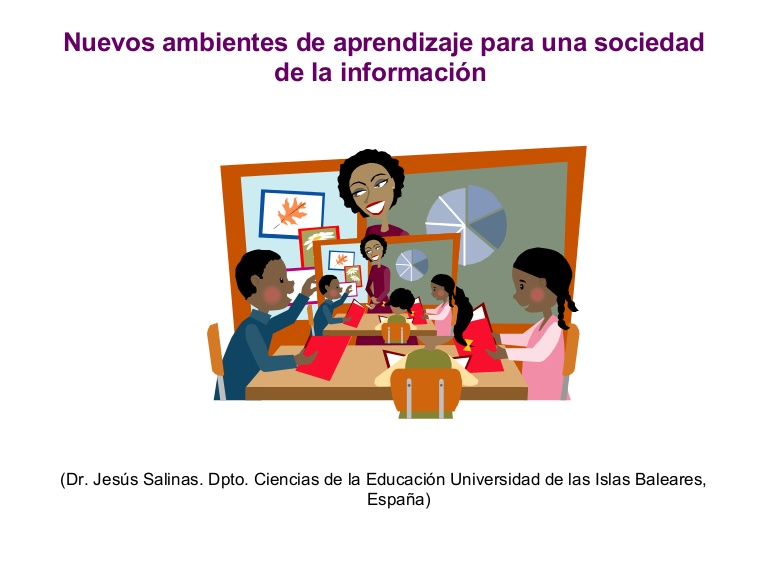 Nuevos ambientes de aprendizaje para una sociedad
de la información
(Dr. Jesús Salinas. Dpto. Ciencias de la Educación Universidad de las Islas Baleares,
España)